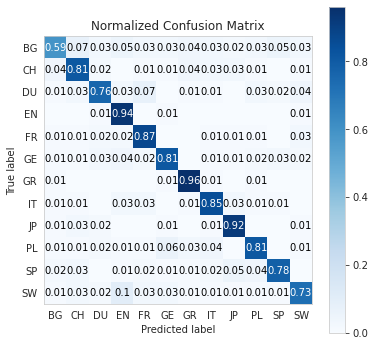 Normalized Confusion Matrix
BG 0.59 0.07 0.03 0.05 0.03 0.03 0.04 0.03 0.02 0.03 0.05 0.03
CH 0.04 0.81 0.02 0.01 0.01 0.04 0.03 0.03 0.01 0.01
DU 0.01 0.03 0.76 0.03 0.07 0.01 0.01 0.03 0.02 0.04
EN 0.01 0.94 0.01 0.01
FR 0.01 0.01 0.02 0.02 0.87 0.01 0.01 0.01 0.03
GE 0.01 0.01 0.03 0.04 0.02 0.81 0.01 0.01 0.02 0.03 0.02
GR 0.01 0.01 0.96 0.01 0.01
IT 0.01 0.01 0.03 0.03 0.01 0.85 0.03 0.01 0.01
JP 0.01 0.03 0.02 0.01 0.01 0.92 0.01
PL 0.01 0.01 0.02 0.01 0.01 0.06 0.03 0.04 0.81 0.01
SP 0.02 0.03 0.01 0.02 0.01 0.01 0.02 0.05 0.04 0.78
SW 0.01 0.03 0.02 0.1 0.03 0.03 0.01 0.01 0.01 0.01 0.01 0.73
BG CH DU EN FR GE GR IT JP PL SP SW
Predicted label
True label
0.8
0.6
0.4
0.2
0.0